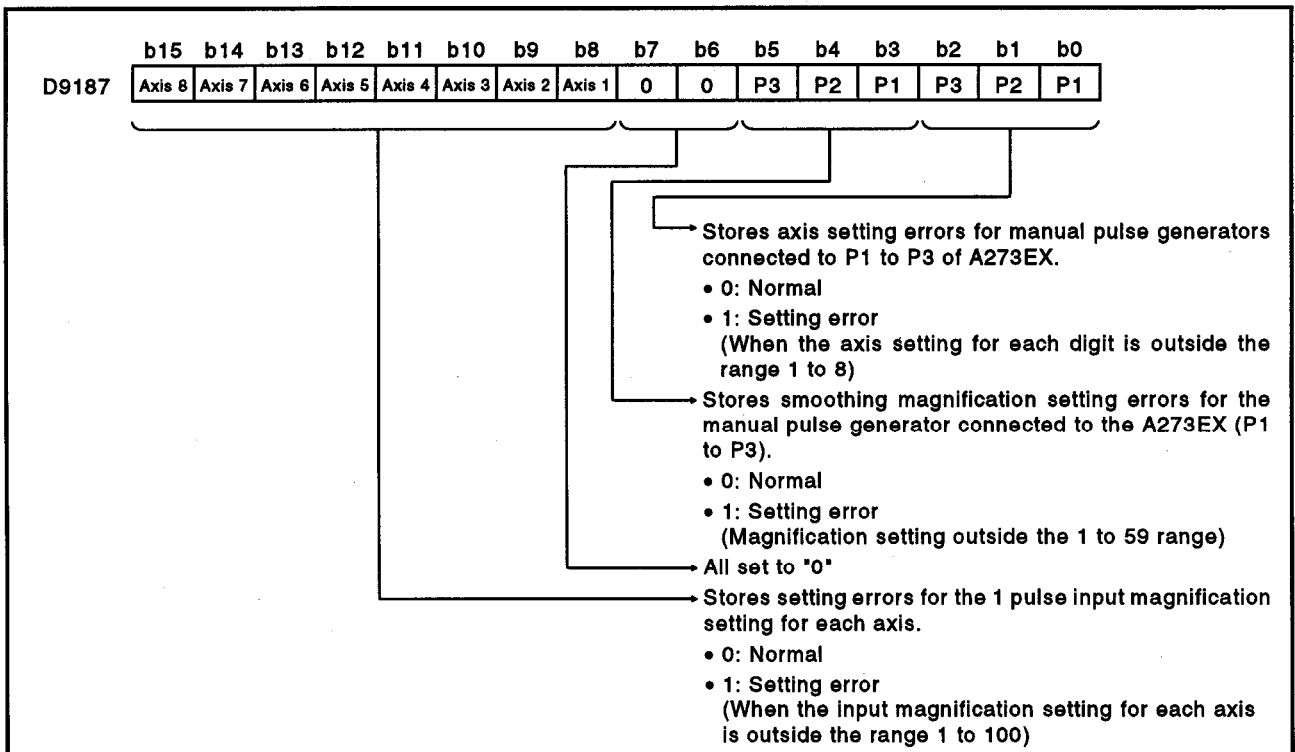 b15 b14 b13 b12 b11 b10 b9 b8 b7 b6 b5 b4 b3 b2 b1 b0
D9187 Axis 8 Axis 7 Axis 6 Axis 5 Axis 4 Axis 3 Axis 2 Axis 1 0 0 P3 P2 P1 P3 P2 P1
Stores axis setting errors for manual pulse generators
connected to P1 to P3 of A273EX.
• 0: Normal
• 1: Setting error
(When the axis setting for each digit is outside the
range 1 to 8)
Stores smoothing magnification setting errors for the
manual pulse generator connected to the A273EX (P1
to P3).
• 0: Normal
• 1: Setting error
(Magnification setting outside the 1 to 59 range)
All set to "0"
Stores setting errors for the 1 pulse input magnification
setting for each axis.
• 0: Normal
• 1: Setting error
(When the input magnification setting for each axis
is outside the range 1 to 100)